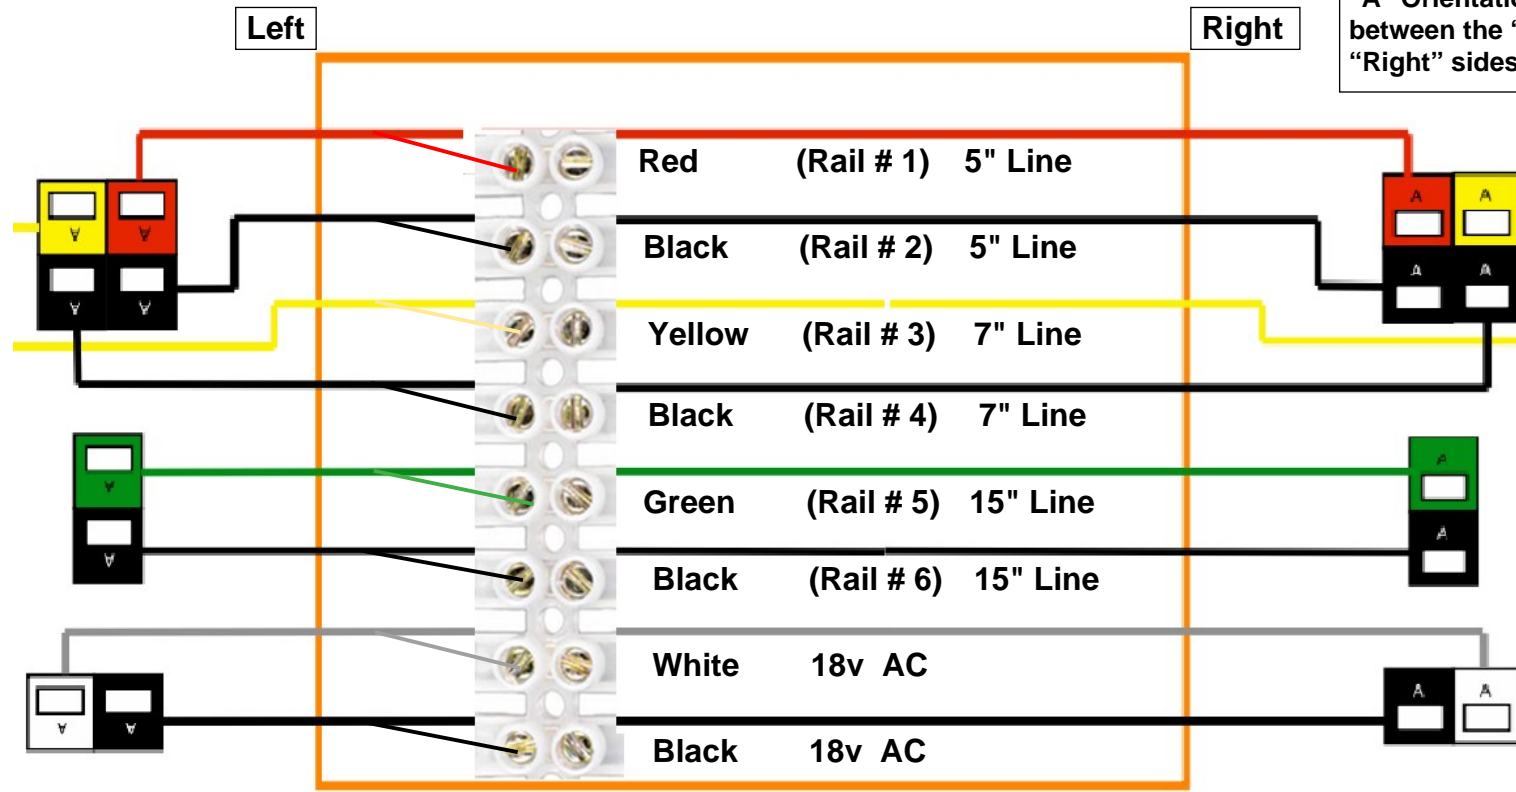 Left
Right
between the
"Right" sides
Red (Rail # 1) 5" Line
Black (Rail # 2) 5" Line
Yellow (Rail # 3) 7" Line
Black (Rail # 4) 7" Line
Green (Rail # 5) 15" Line
Black (Rail # 6) 15" Line
White 18v AC
Black 18v AC
A A
A A
A A
A A
A
A
A
A
A A
A A